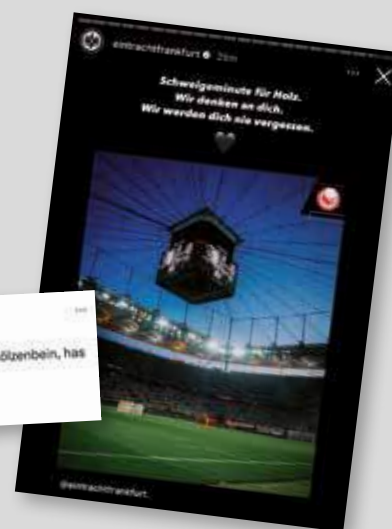 eintrachtfrankfurt
Schweigeminute für Holz.
Wir denken an dich.
Wir werden dich nie vergessen.
ölzenbein, has
@eintrachtfrankfurt.